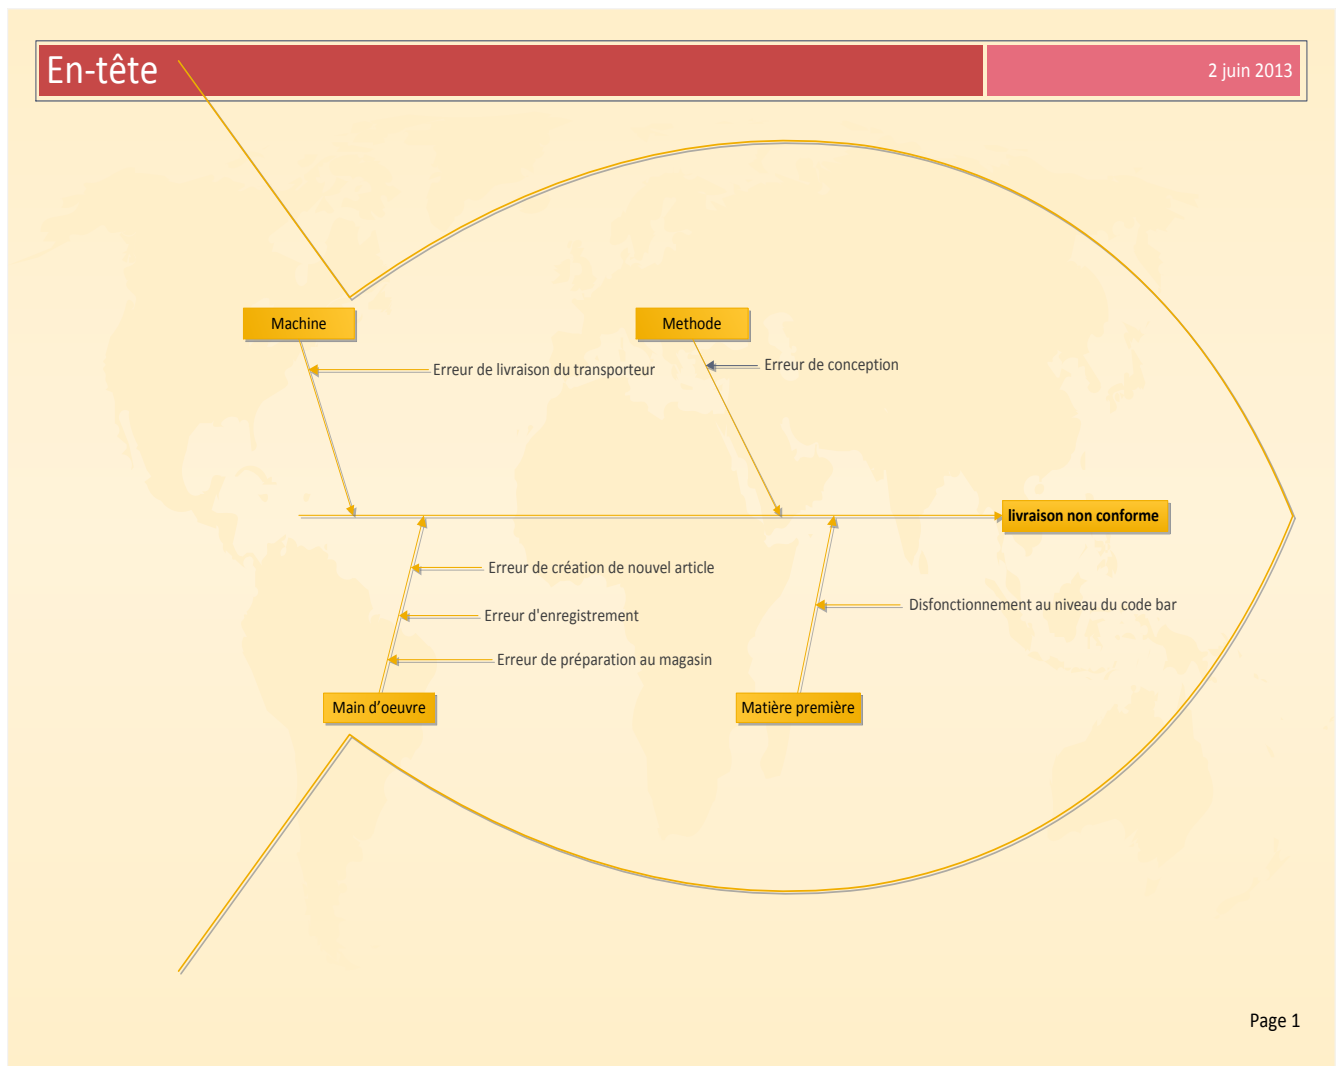 En-tête
2 juin 2013
Machine
Methode
Erreur de livraison du transporteur
Erreur de conception
livraison non conforme
Erreur de création de nouvel article
Erreur d'enregistrement
Disfonctionnement au niveau du code bar
Erreur de préparation au magasin
Main d’oeuvre
Matière première
Page 1